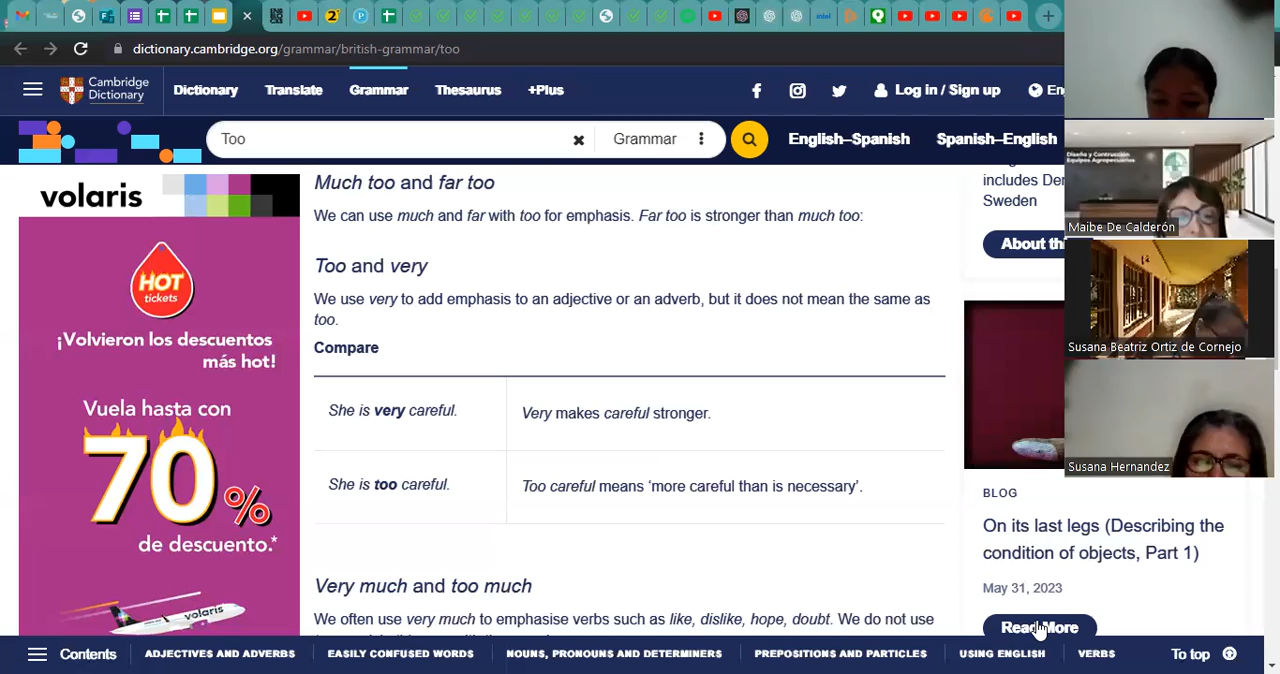 dictionary.cambridge.org/grammar/british-grammar/too
Cambridge
Dictionary
Dictionary
Translate
Grammar
Thesaurus
+Plus
Log in / Sign up
En
Too
Grammar
English–Spanish
Spanish–English
volaris
HOT
tickets
¡Volvieron los descuentos
más hot!
Vuela hasta con
70%
de descuento.*
volaris
Much too and far too
We can use much and far with too for emphasis. Far too is stronger than much too:
Too and very
We use very to add emphasis to an adjective or an adverb, but it does not mean the same as
too.
Compare
She is very careful.
Very makes careful stronger.
She is too careful.
Too careful means ‘more careful than is necessary’.
Very much and too much
We often use very much to emphasise verbs such as like, dislike, hope, doubt. We do not use
includes Der
Sweden
About thi
BLOG
On its last legs (Describing the
condition of objects, Part 1)
May 31, 2023
Read More
Diseño y Contrucción
Equipos Agropecuarios
Maibe De Calderón
Susana Beatriz Ortiz de Cornejo
Susana Hernandez
Contents
ADJECTIVES AND ADVERBS
EASILY CONFUSED WORDS
NOUNS, PRONOUNS AND DETERMINERS
PREPOSITIONS AND PARTICLES
USING ENGLISH
VERBS
To top